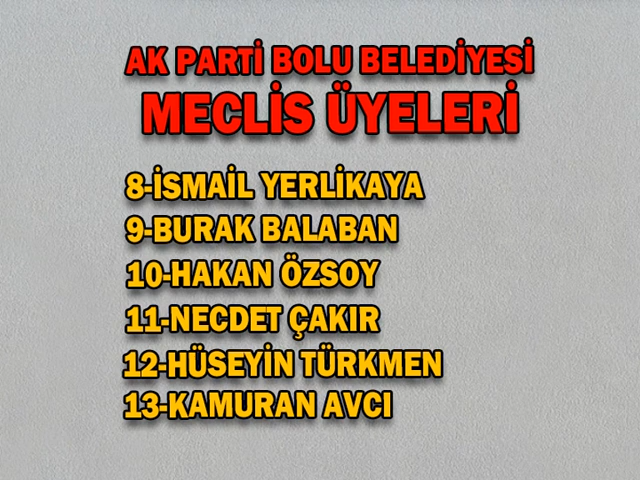 AK PARTİ BOLU BELEDİYESİ
MECLİS ÜYELERİ
8-İSMAİL YERLİKAYA
9-BURAK BALABAN
10-HAKAN ÖZSOY
11-NECDET ÇAKIR
12-HÜSEYİN TÜRKMEN
13-KAMURAN AVCI